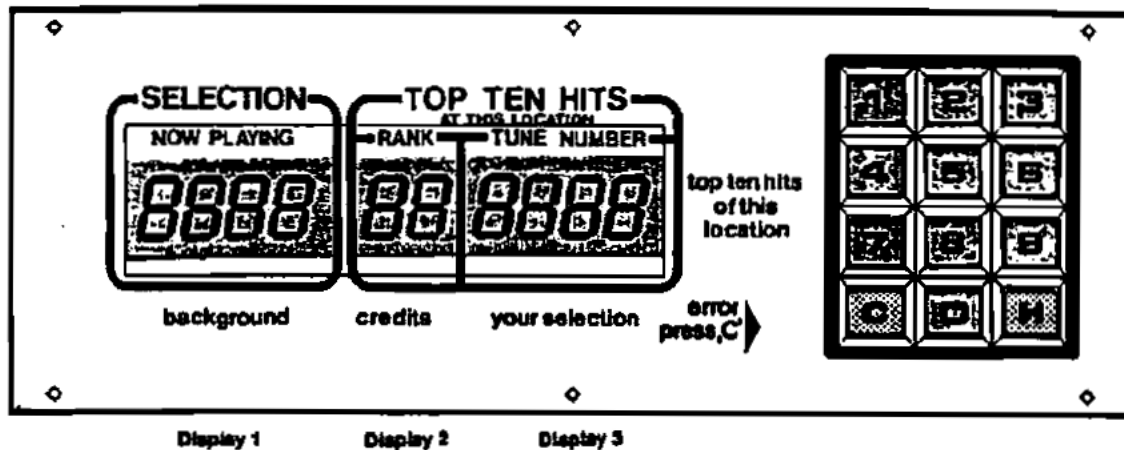 SELECTION
TOP TEN HITS
AT THIS LOCATION
NOW PLAYING
RANK
TUNE NUMBER
8888
88
8888
top ten hits
of this
location
background
credits
your selection
error
press,C'
1 2 3
4 5 6
7 8 9
C 0
Display 1
Display 2
Display 3